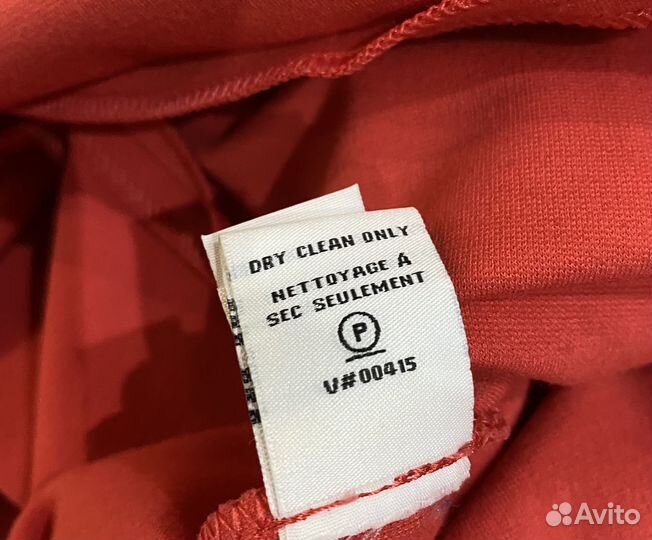 DRY CLEAN ONLY
NETTOYAGE À
SEC SEULEMENT
P
V#00415
Avito